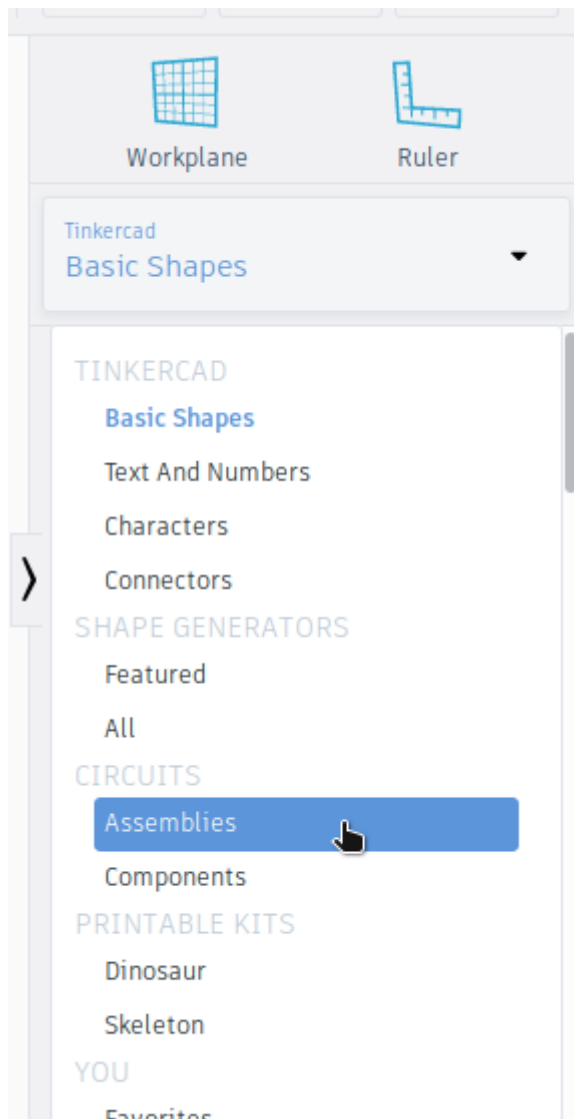 Workplane Ruler
Tinkercad
Basic Shapes
TINKERCAD
Basic Shapes
Text And Numbers
Characters
Connectors
SHAPE GENERATORS
Featured
All
CIRCUITS
Assemblies
Components
PRINTABLE KITS
Dinosaur
Skeleton
YOU
Favorites